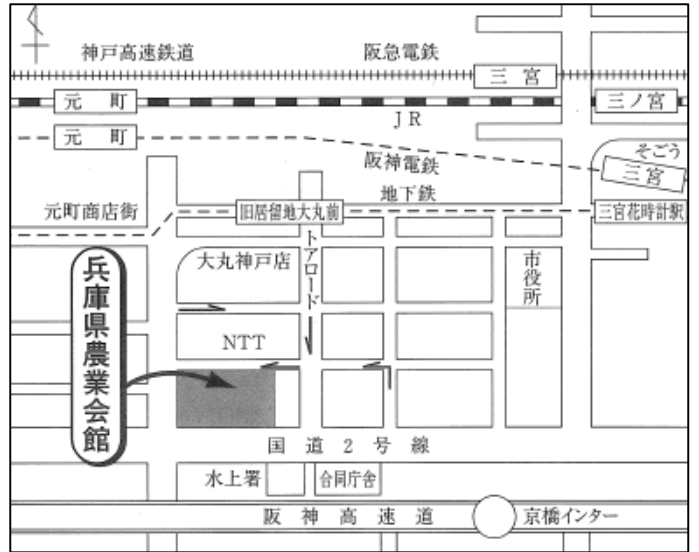 神戸高速鉄道
阪急電鉄
三宮
元町
三ノ宮
JR
元町
阪神電鉄
そごう
三宮
地下鉄
元町商店街
旧居留地大丸前
三宮花時計駅
トアロード
大丸神戸店
市役所
兵庫県農業会館
NTT
国道2号線
水上署
合同庁舎
阪神高速道
京橋インター